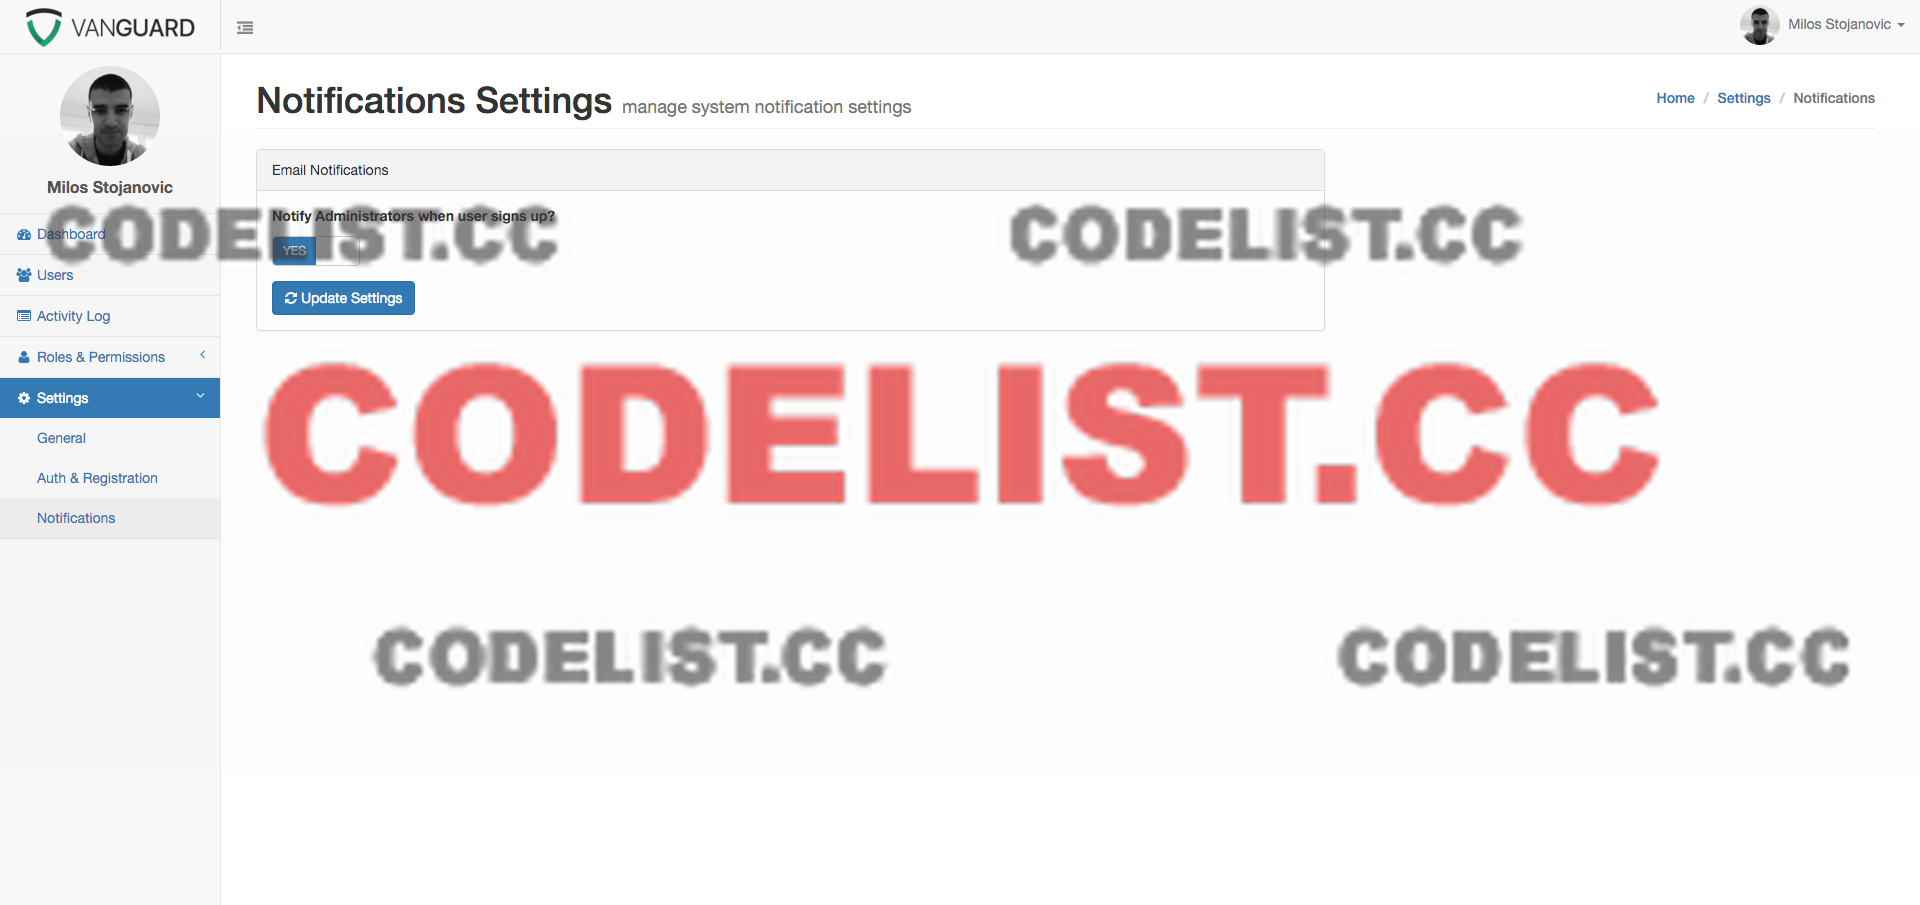 VANGUARD
Milos Stojanovic
Milos Stojanovic
Dashboard
Users
Activity Log
Roles & Permissions
Settings
General
Auth & Registration
Notifications
Notifications Settings manage system notification settings
Home / Settings / Notifications
Email Notifications
Notify Administrators when user signs up?
YES
Update Settings
CODELIST.CC
CODELIST.CC
CODELIST.CC
CODELIST.CC
CODELIST.CC